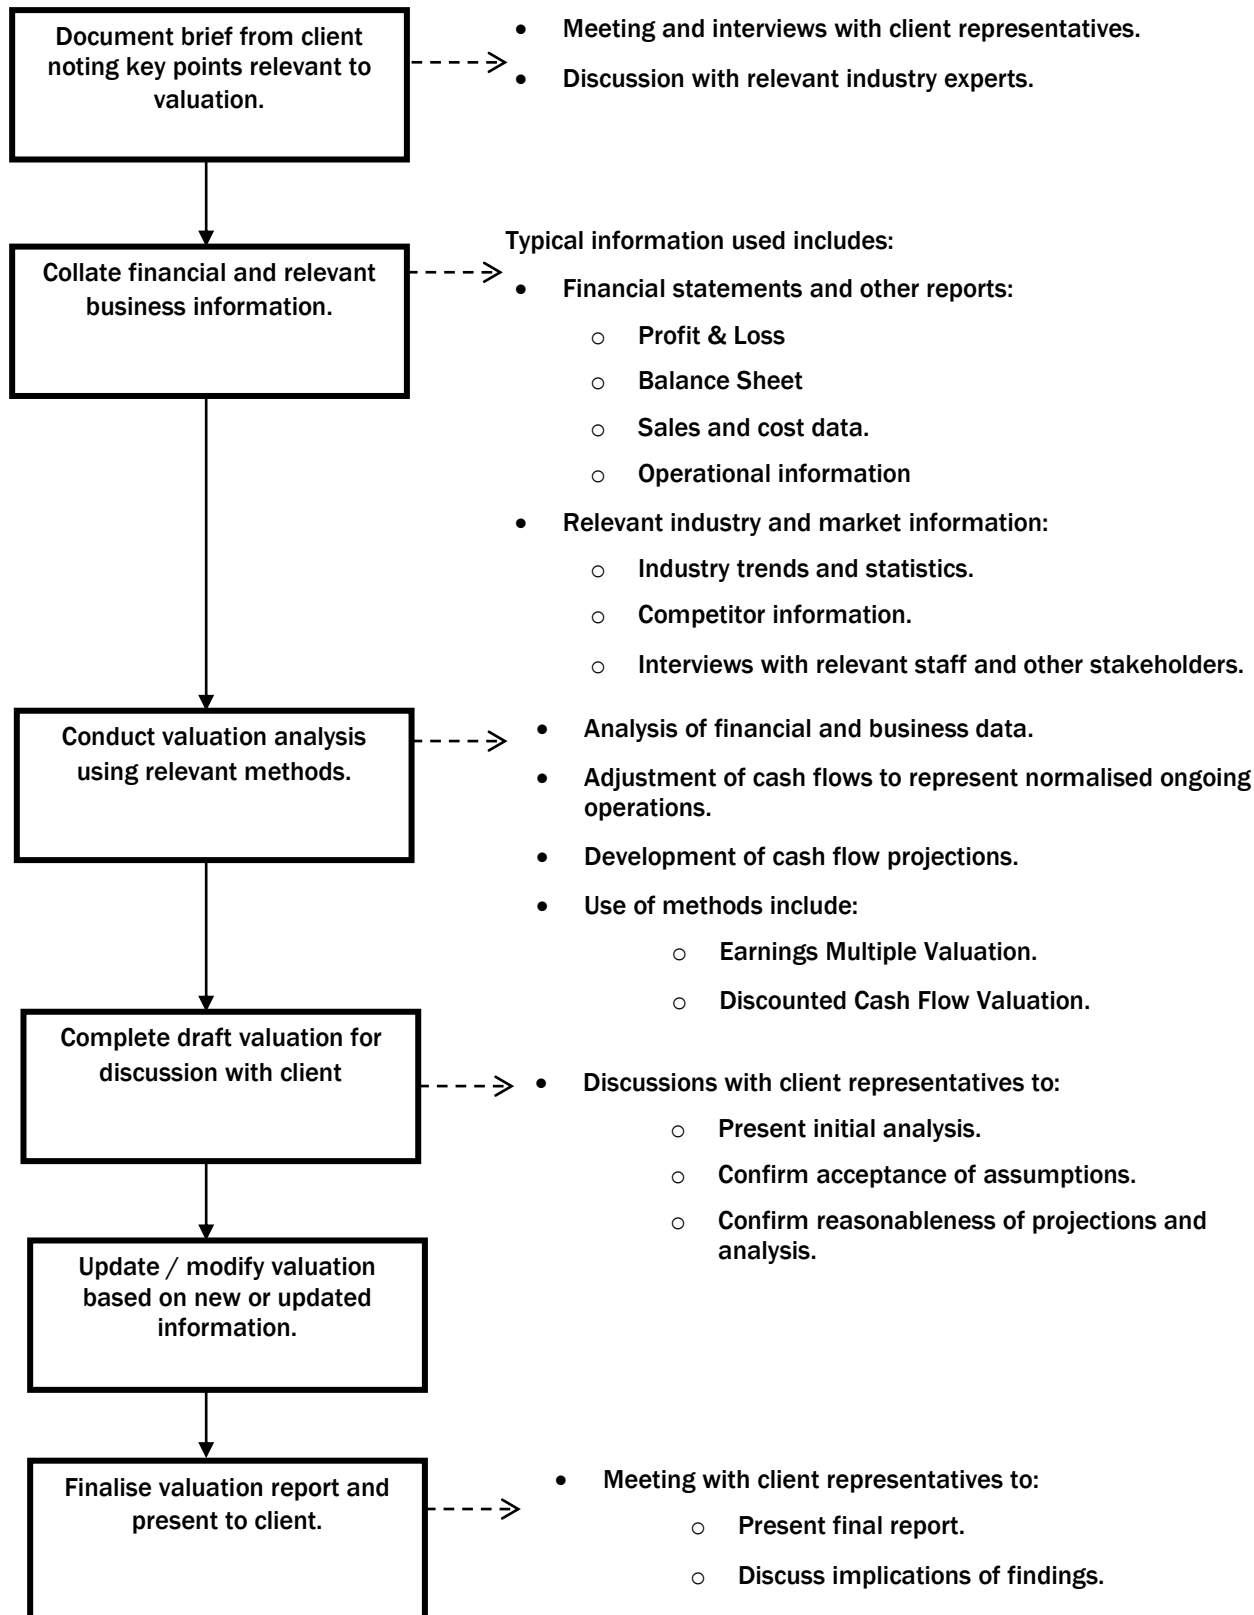 Document brief from client
noting key points relevant to
valuation.
• Meeting and interviews with client representatives.
• Discussion with relevant industry experts.
Collate financial and relevant
business information.
Typical information used includes:
• Financial statements and other reports:
o Profit & Loss
o Balance Sheet
o Sales and cost data.
o Operational information
• Relevant industry and market information:
o Industry trends and statistics.
o Competitor information.
o Interviews with relevant staff and other stakeholders.
Conduct valuation analysis
using relevant methods.
• Analysis of financial and business data.
• Adjustment of cash flows to represent normalised ongoing
operations.
• Development of cash flow projections.
• Use of methods include:
o Earnings Multiple Valuation.
o Discounted Cash Flow Valuation.
Complete draft valuation for
discussion with client
• Discussions with client representatives to:
o Present initial analysis.
o Confirm acceptance of assumptions.
o Confirm reasonableness of projections and
analysis.
Update / modify valuation
based on new or updated
information.
Finalise valuation report and
present to client.
• Meeting with client representatives to:
o Present final report.
o Discuss implications of findings.